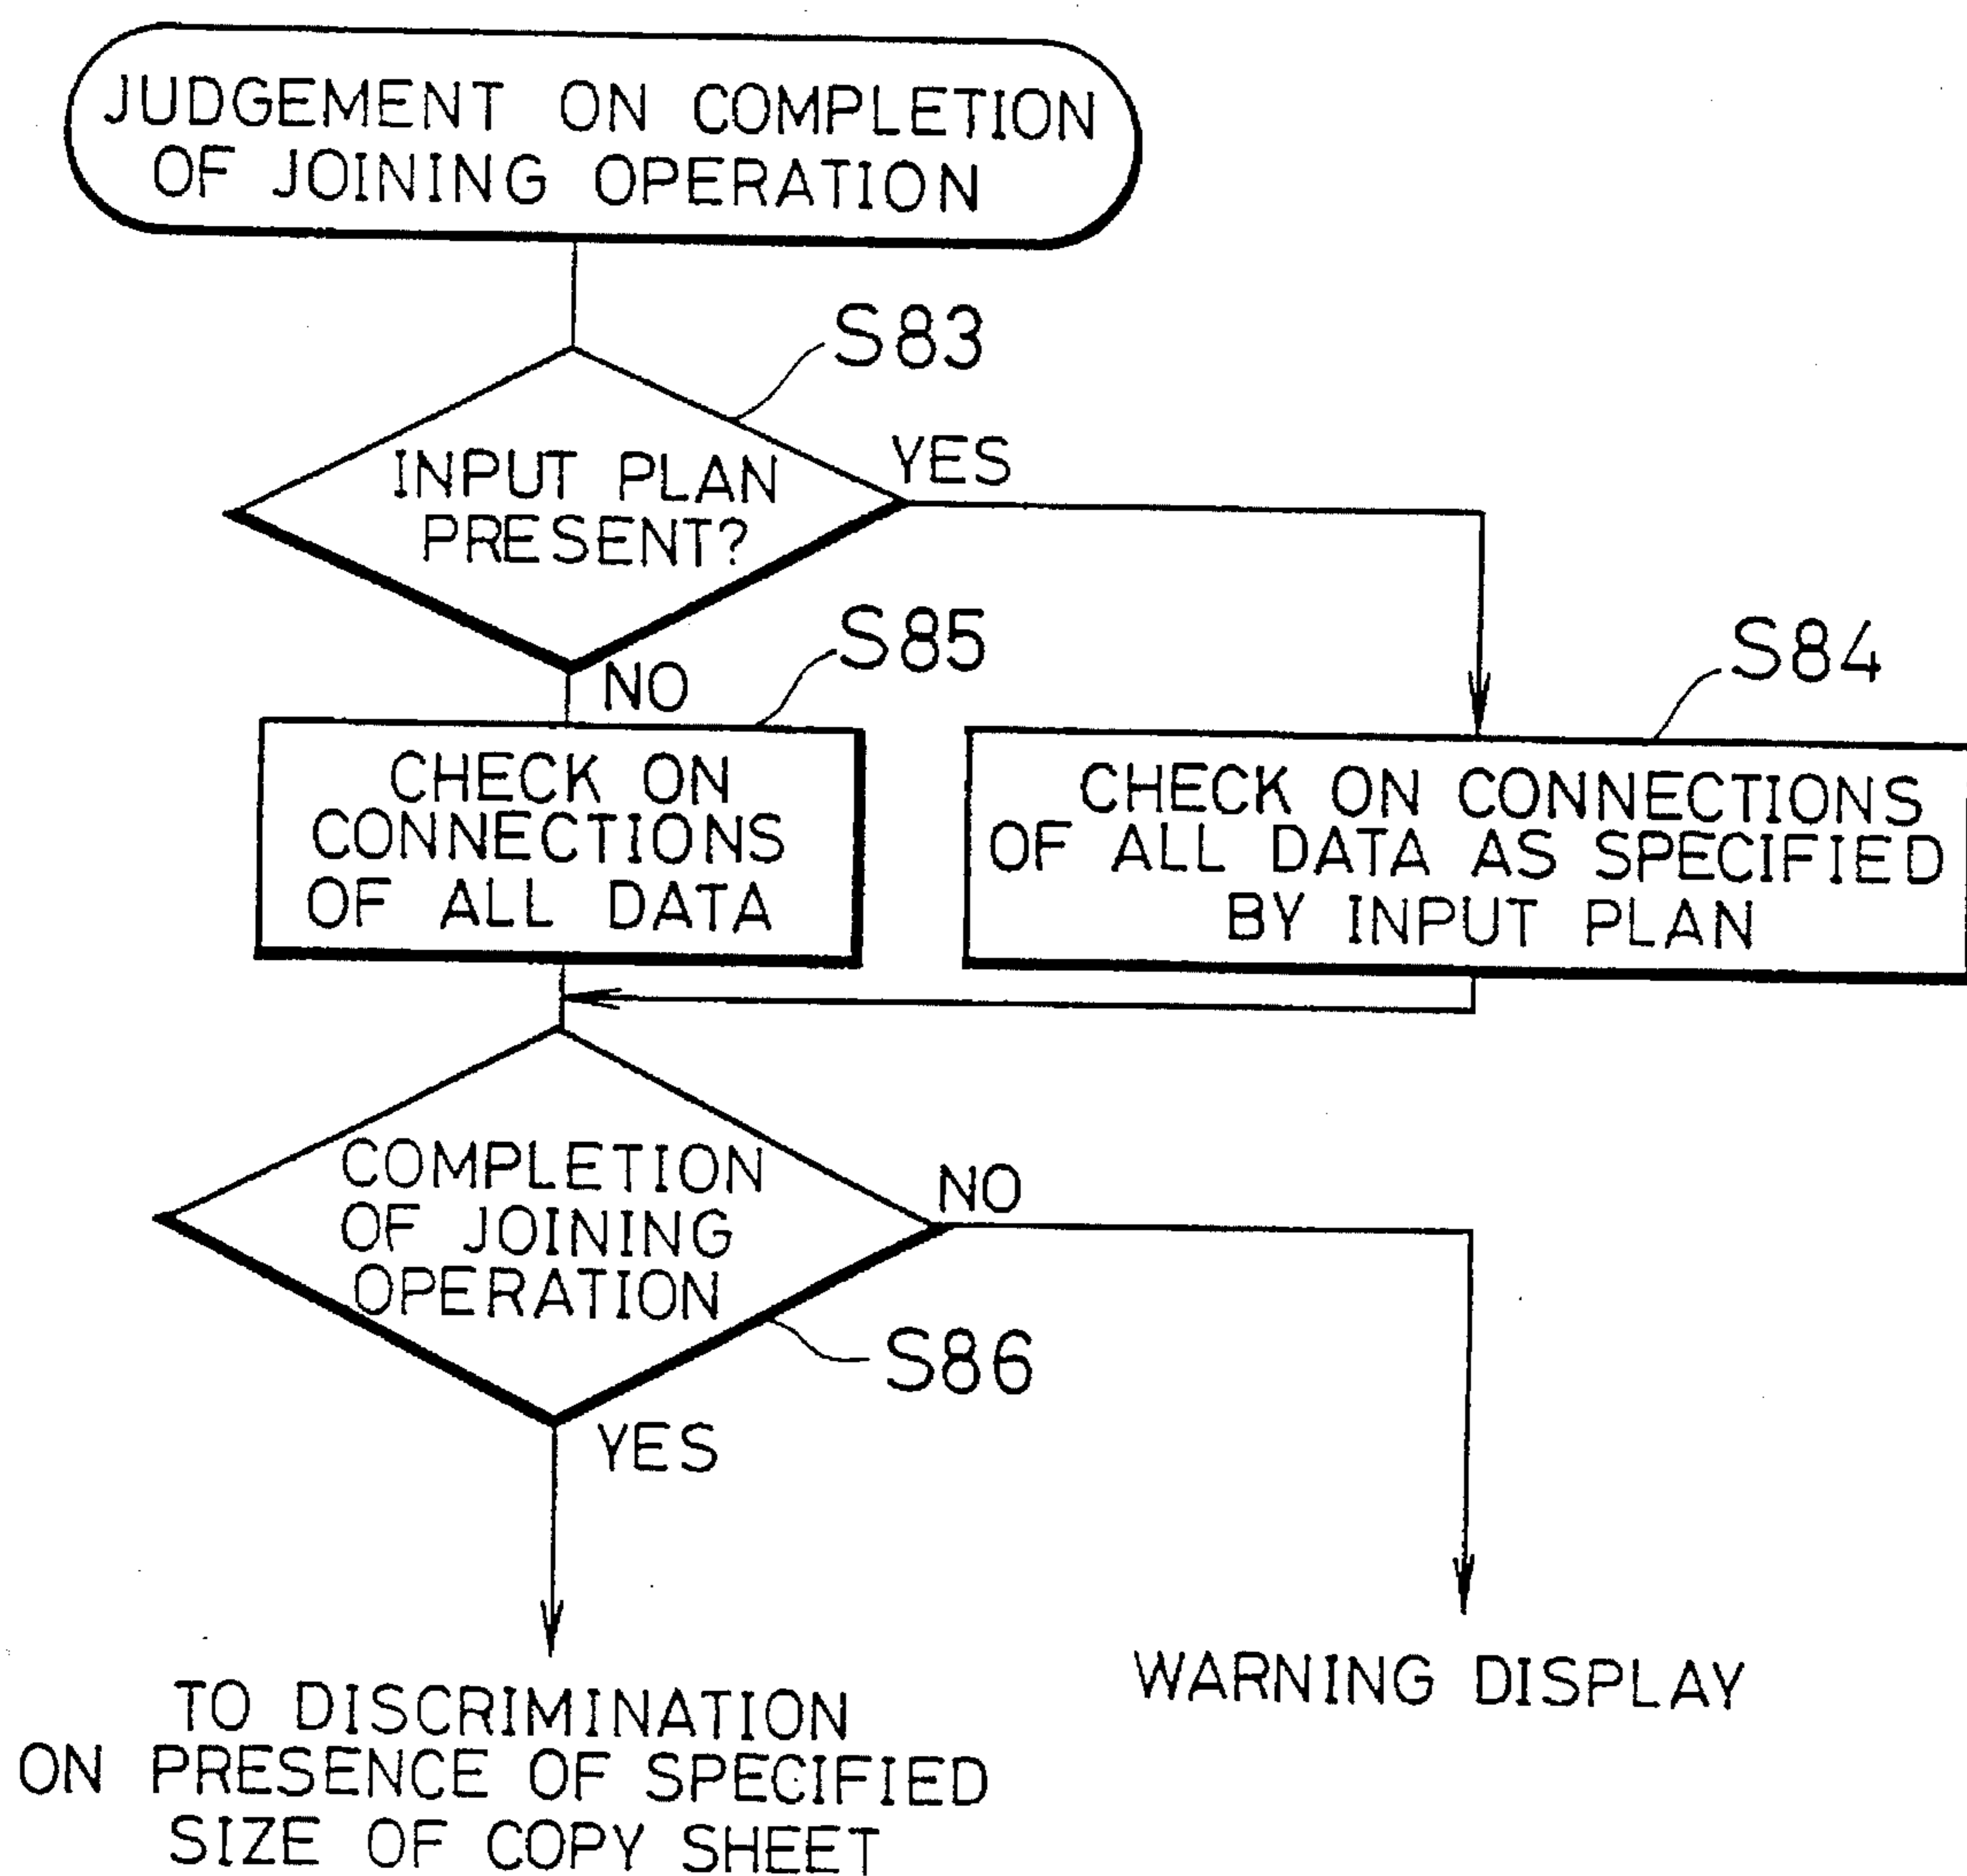 JUDGEMENT ON COMPLETION
OF JOINING OPERATION
S83
YES
INPUT PLAN
PRESENT?
S85
NO
S84
CHECK ON
CONNECTIONS
OF ALL DATA
CHECK ON CONNECTIONS
OF ALL DATA AS SPECIFIED
BY INPUT PLAN
COMPLETION
OF JOINING
OPERATION
NO
S86
YES
WARNING DISPLAY
TO DISCRIMINATION
ON PRESENCE OF SPECIFIED
SIZE OF COPY SHEET